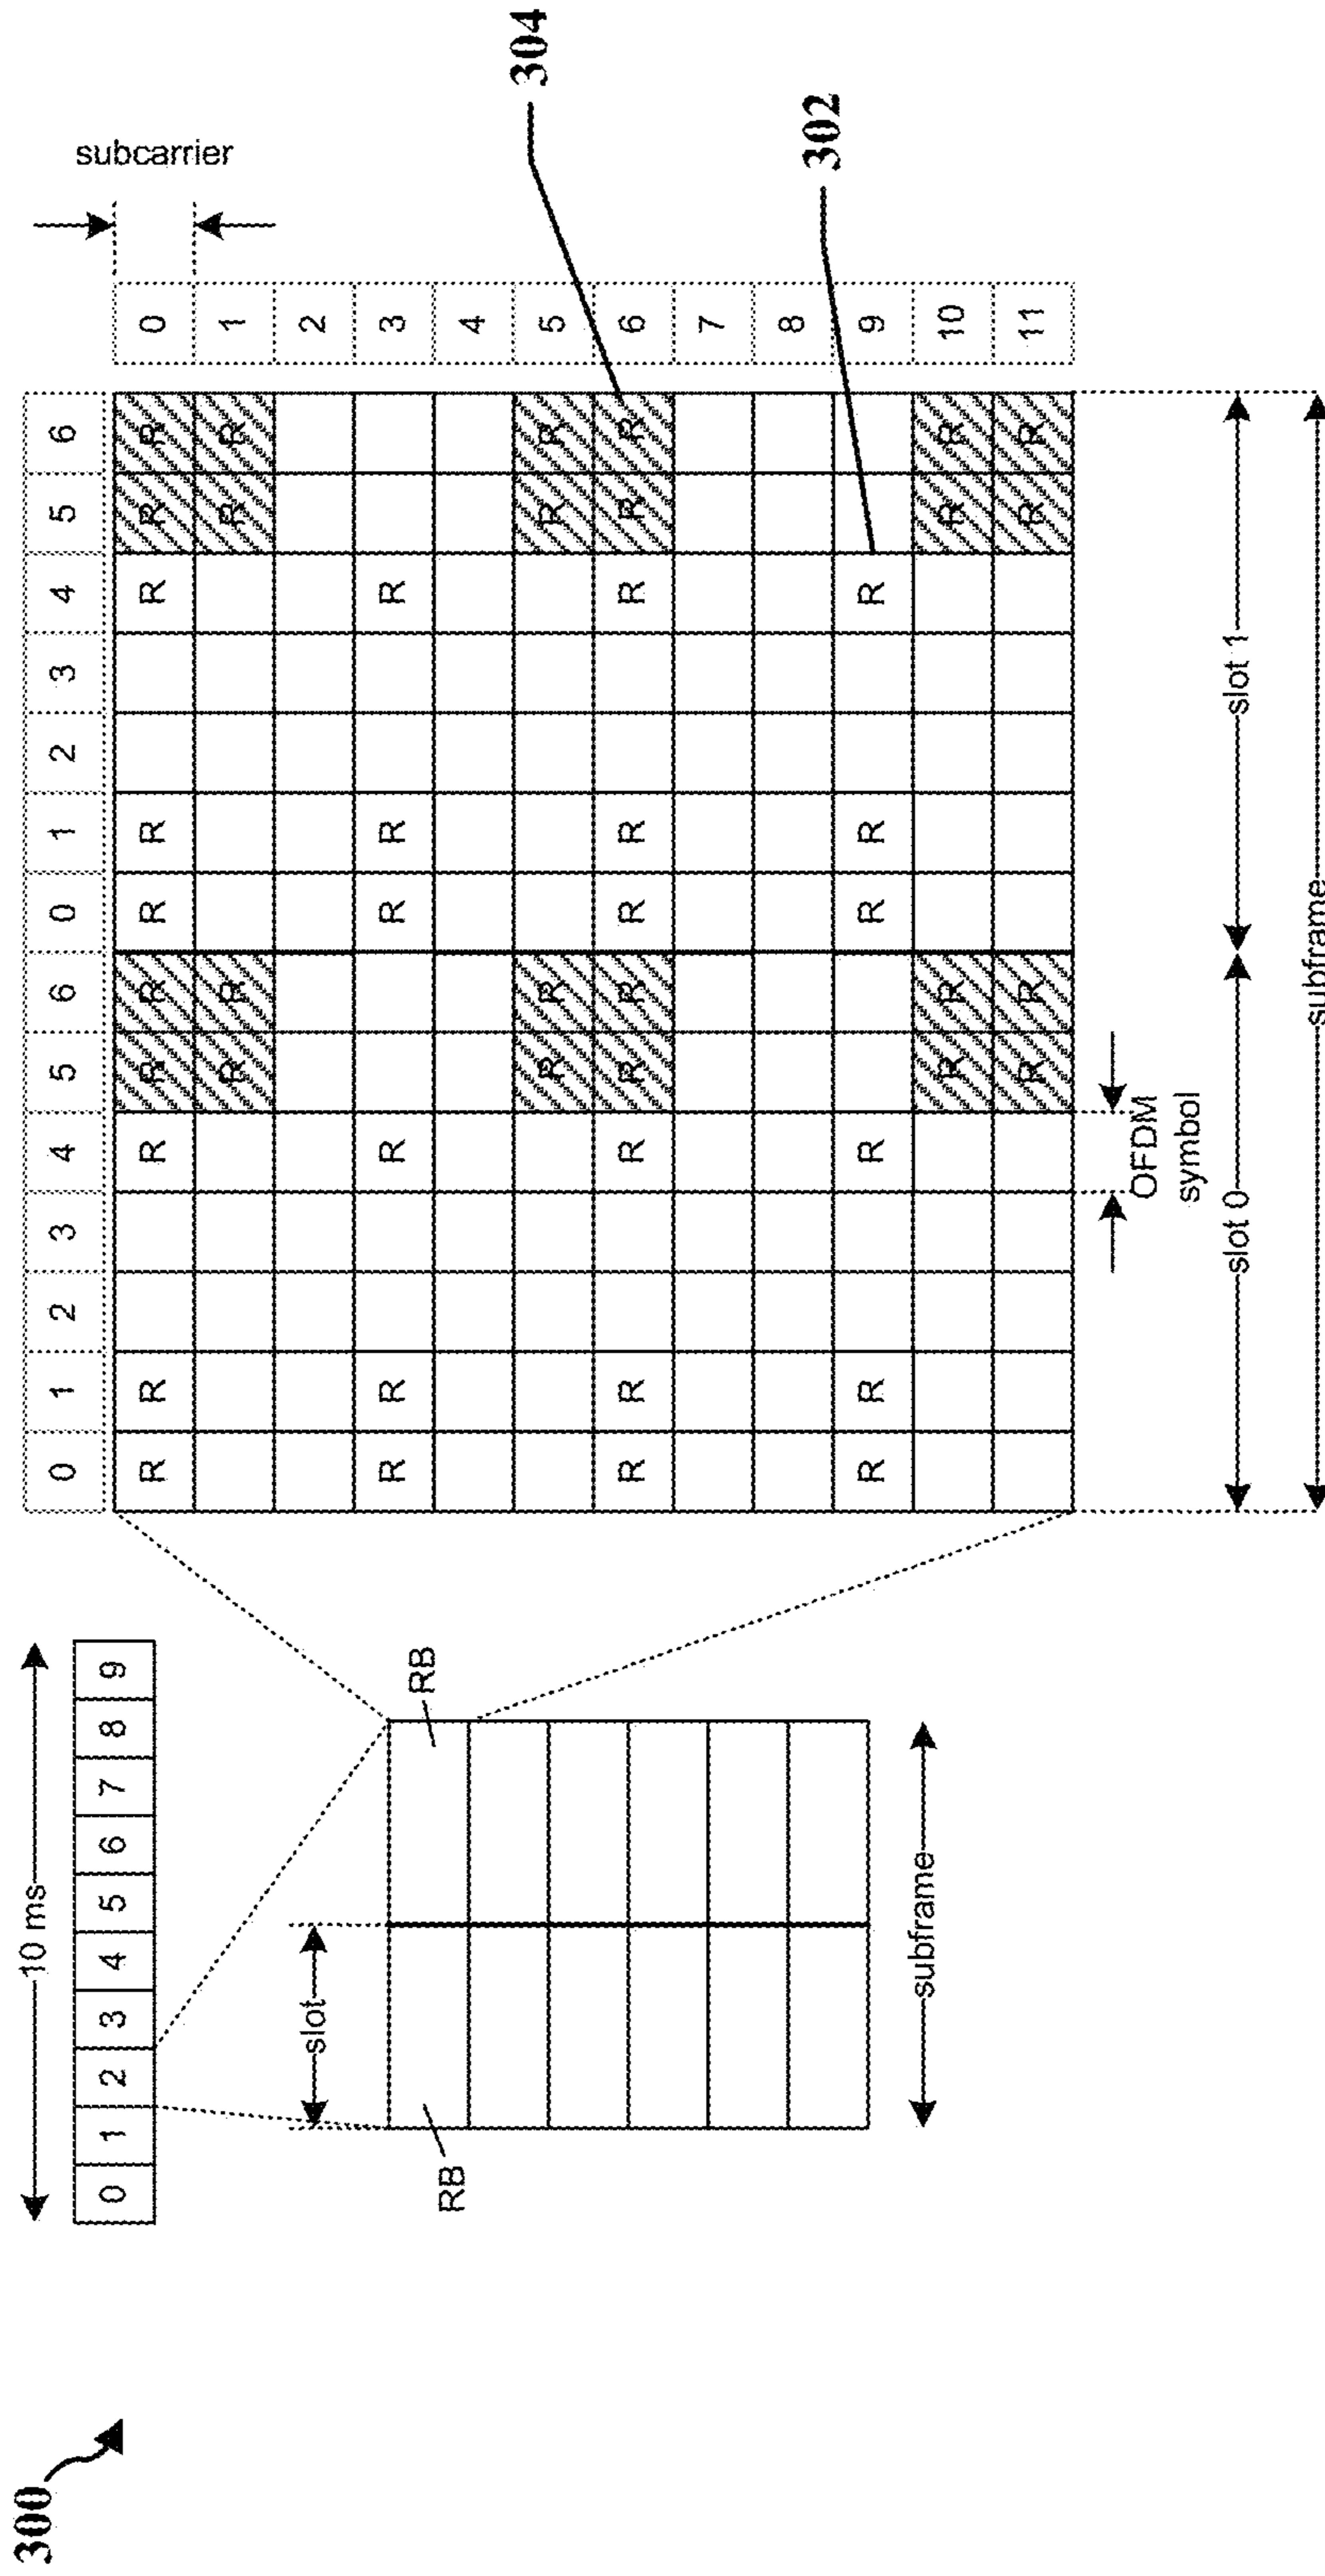 300
10 ms
0 1 2 3 4 5 6 7 8 9
slot
RB
RB
subframe
0 1 2 3 4 5 6 0 1 2 3 4 5 6
subcarrier
R R R R R R R R R R 0
R R R R 1
2
R R R R R R 3
4
R R R R 5
R R R R R R R R R R 6
7
8
R R R R R R 9
R R R R 10
R R R R 11
304
302
OFDM
symbol
slot 0
slot 1
subframe